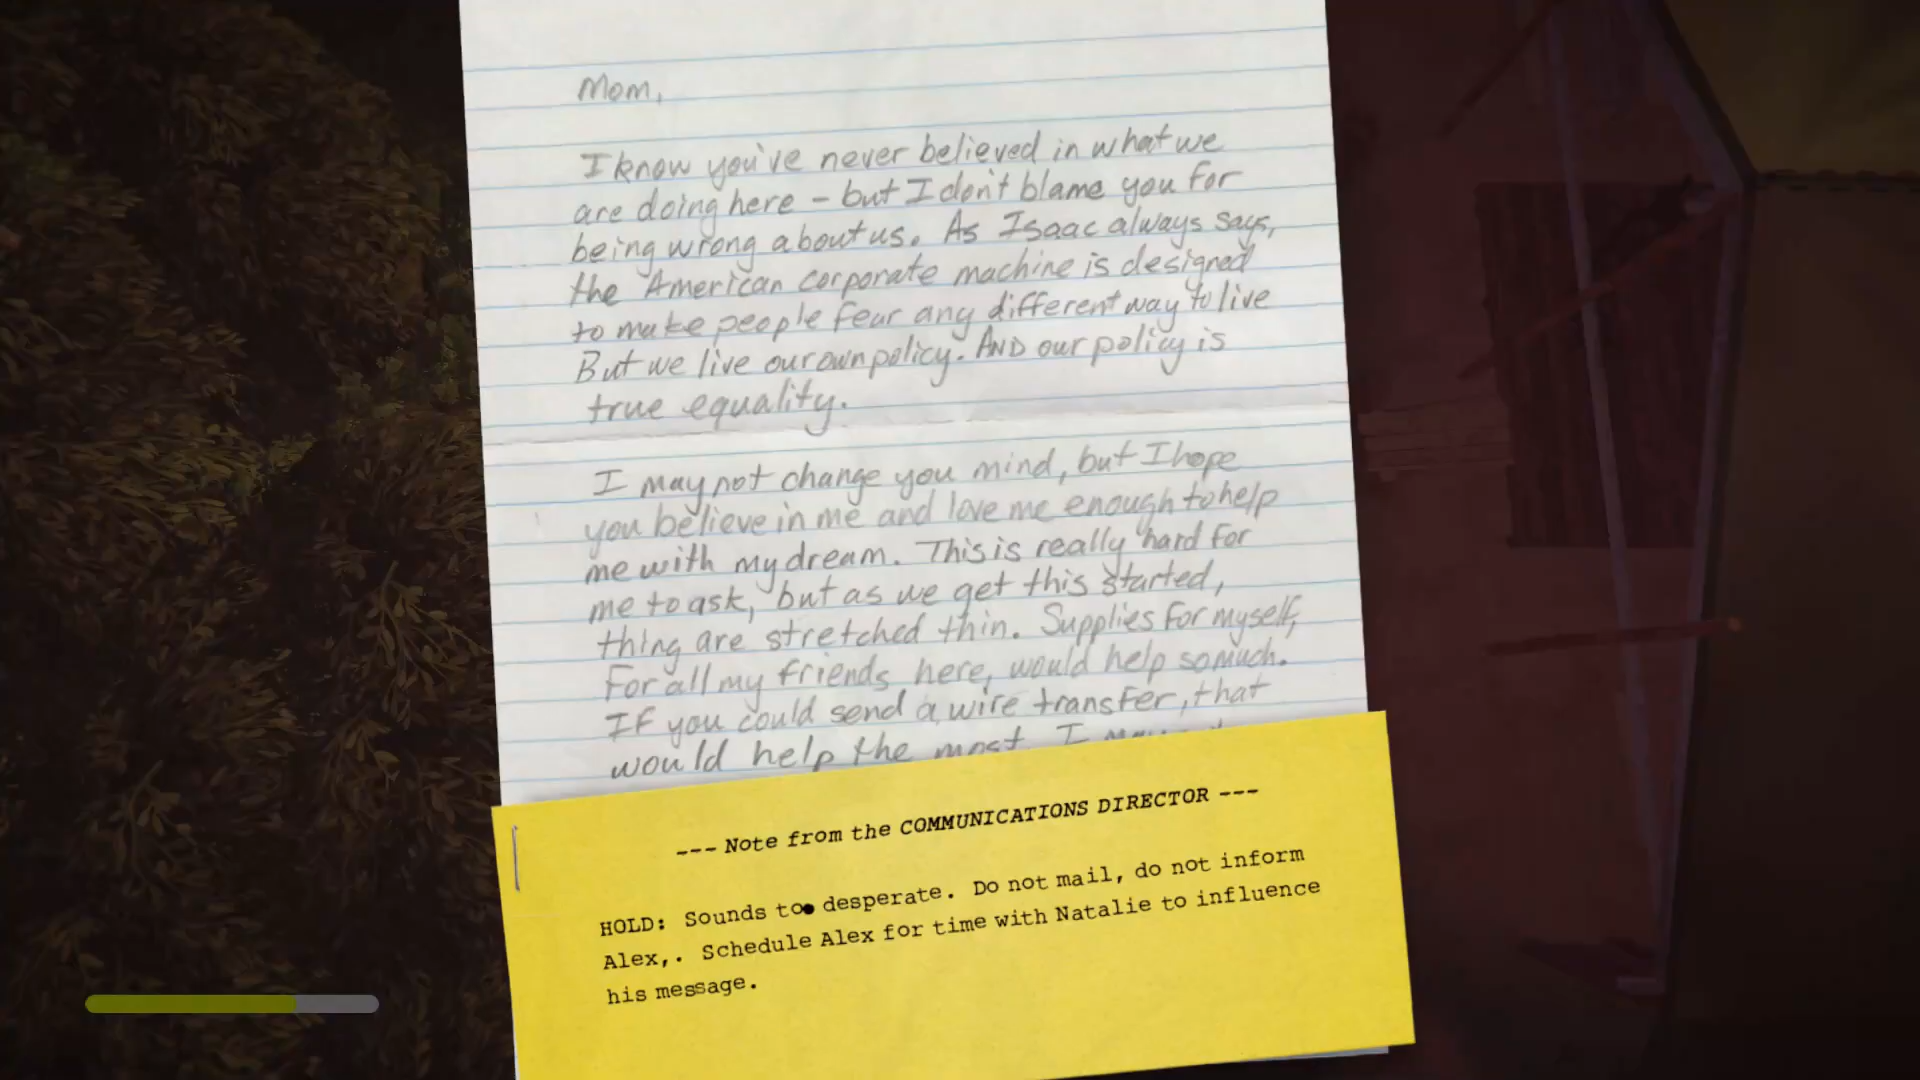 Mom,
I know you've never believed in what we
are doing here - but I don't blame you for
being wrong about us. As Isaac always says,
the American corporate machine is designed
to make people fear any different way to live
But we live our own policy. AND our policy is
true equality.
I may not change you mind, but I hope
you believe in me and love me enough to help
me with my dream. This is really hard for
me to ask, but as we get this started,
thing are stretched thin. Supplies for myself,
For all my friends here, would help so much.
If you could send a wire transfer, that
would help the most. I
--- Note from the COMMUNICATIONS DIRECTOR ---
HOLD: Sounds too desperate. Do not mail, do not inform
Alex,. Schedule Alex for time with Natalie to influence
his message.